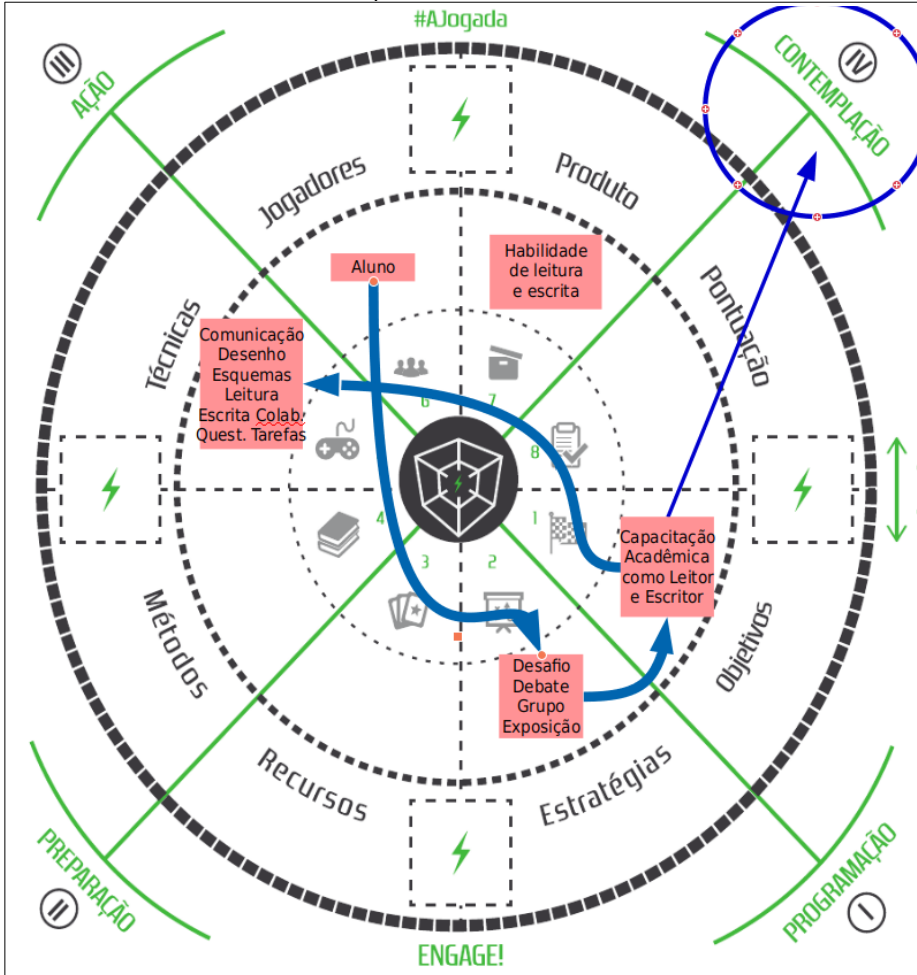 #AJogada
III
AÇÃO
IV
CONTEMPLAÇÃO
Jogadores
Produto
Habilidade
de leitura
e escrita
Aluno
Técnicas
Pontuação
Comunicação
Desenho
Esquemas
Leitura
Escrita Colab.
Quest. Tarefas
6
7
8
4
1
3
2
Capacitação
Acadêmica
como Leitor
e Escritor
Métodos
Objetivos
Desafio
Debate
Grupo
Exposição
Recursos
Estratégias
PREPARAÇÃO
II
PROGRAMAÇÃO
I
ENGAGE!